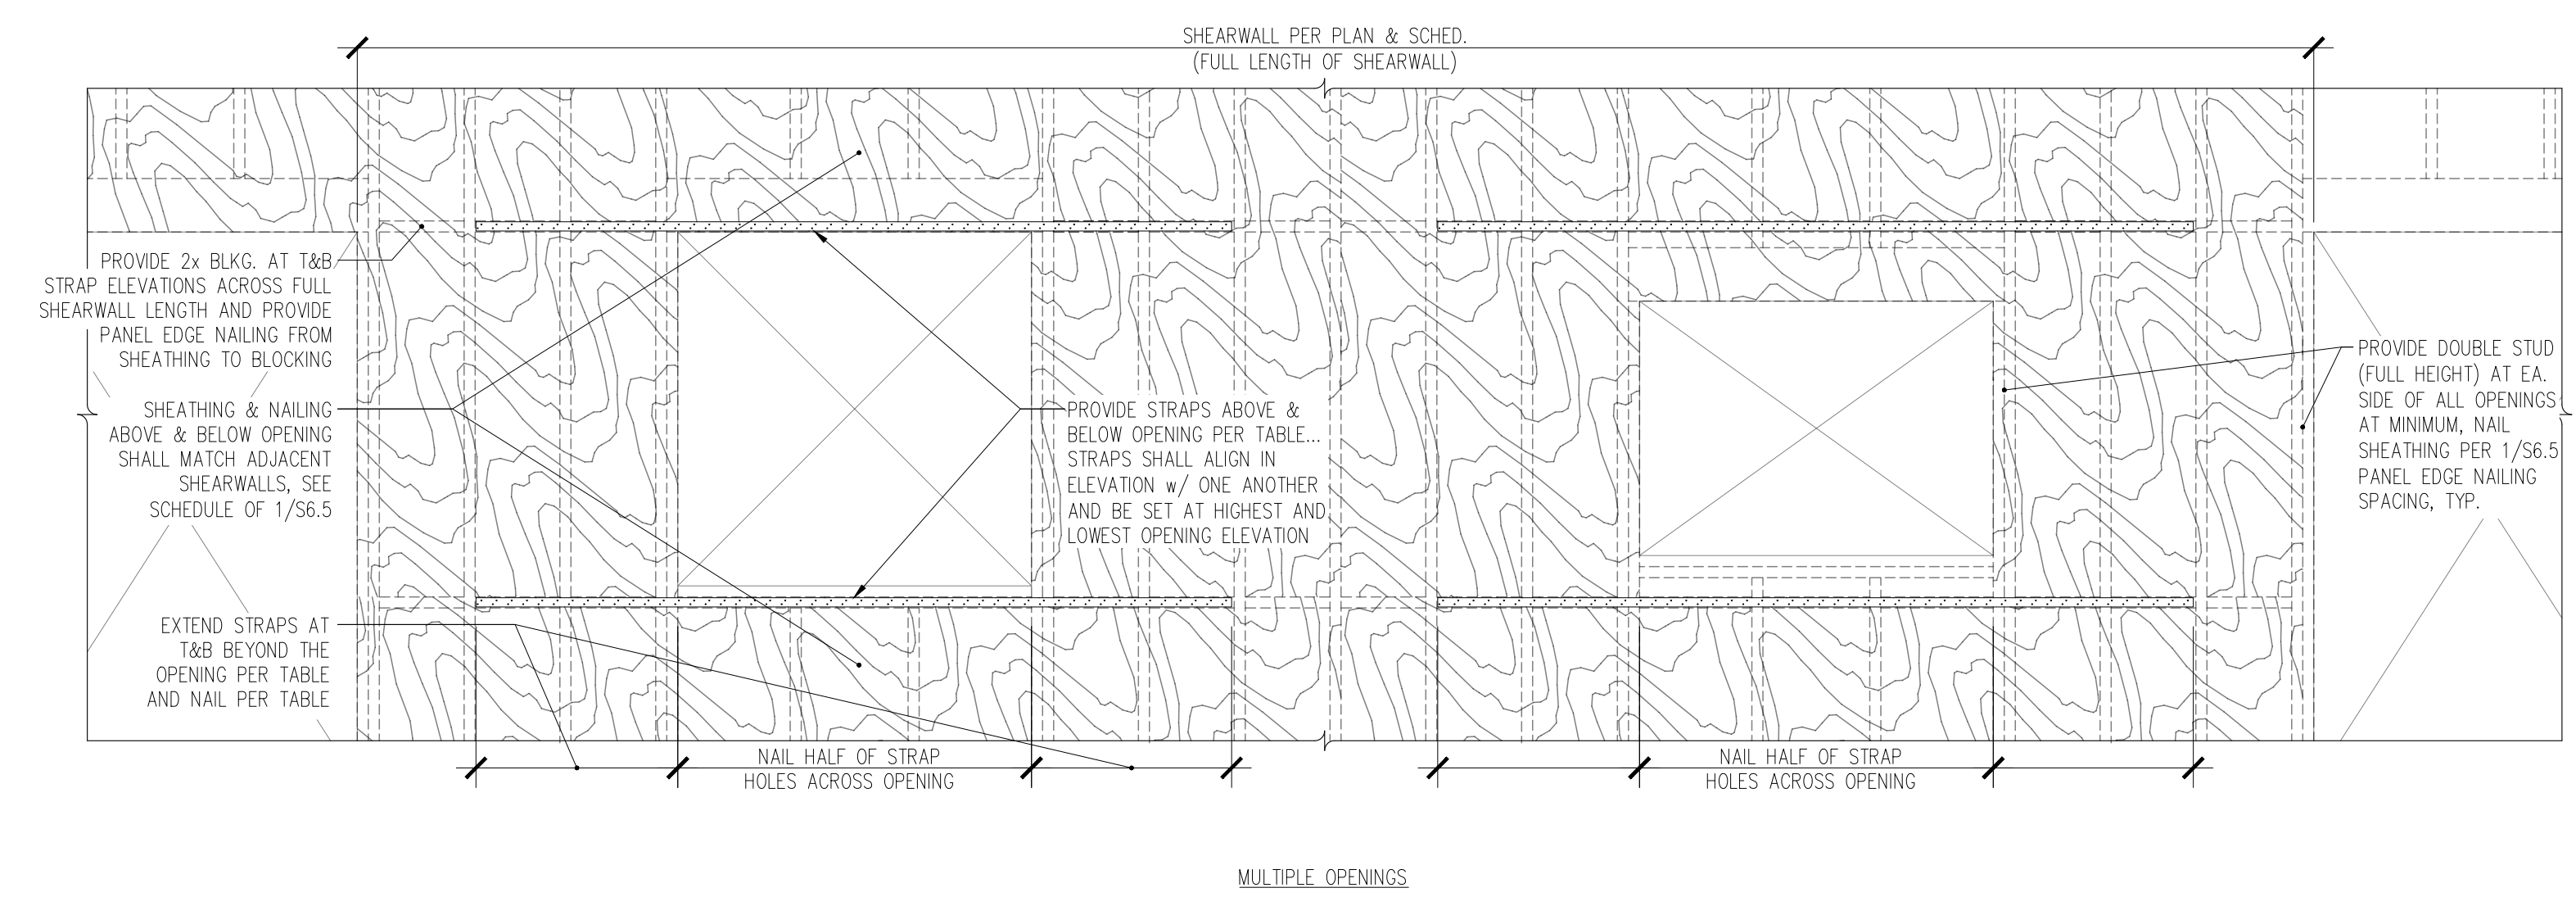 SHEARWALL PER PLAN & SCHED.
(FULL LENGTH OF SHEARWALL)
PROVIDE 2x BLKG. AT T&B
STRAP ELEVATIONS ACROSS FULL
SHEARWALL LENGTH AND PROVIDE
PANEL EDGE NAILING FROM
SHEATHING TO BLOCKING
SHEATHING & NAILING
ABOVE & BELOW OPENING
SHALL MATCH ADJACENT
SHEARWALLS, SEE
SCHEDULE OF 1/S6.5
EXTEND STRAPS AT
T&B BEYOND THE
OPENING PER TABLE
AND NAIL PER TABLE
PROVIDE STRAPS ABOVE &
BELOW OPENING PER TABLE...
STRAPS SHALL ALIGN IN
ELEVATION w/ ONE ANOTHER
AND BE SET AT HIGHEST AND
LOWEST OPENING ELEVATION
PROVIDE DOUBLE STUD
(FULL HEIGHT) AT EA.
SIDE OF ALL OPENINGS
AT MINIMUM, NAIL
SHEATHING PER 1/S6.5
PANEL EDGE NAILING
SPACING, TYP.
NAIL HALF OF STRAP
HOLES ACROSS OPENING
NAIL HALF OF STRAP
HOLES ACROSS OPENING
MULTIPLE OPENINGS